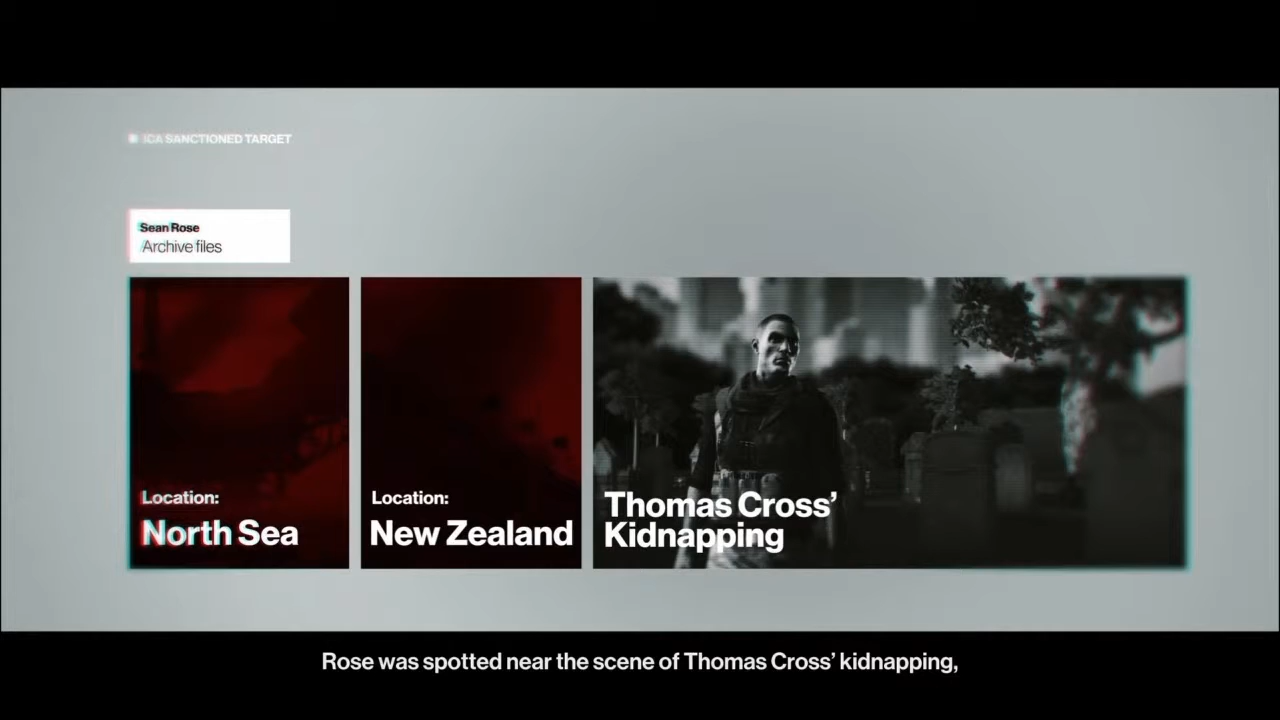 ICA SANCTIONED TARGET
Sean Rose
Archive files
Location:
North Sea
Location:
New Zealand
Thomas Cross’
Kidnapping
Rose was spotted near the scene of Thomas Cross’ kidnapping,